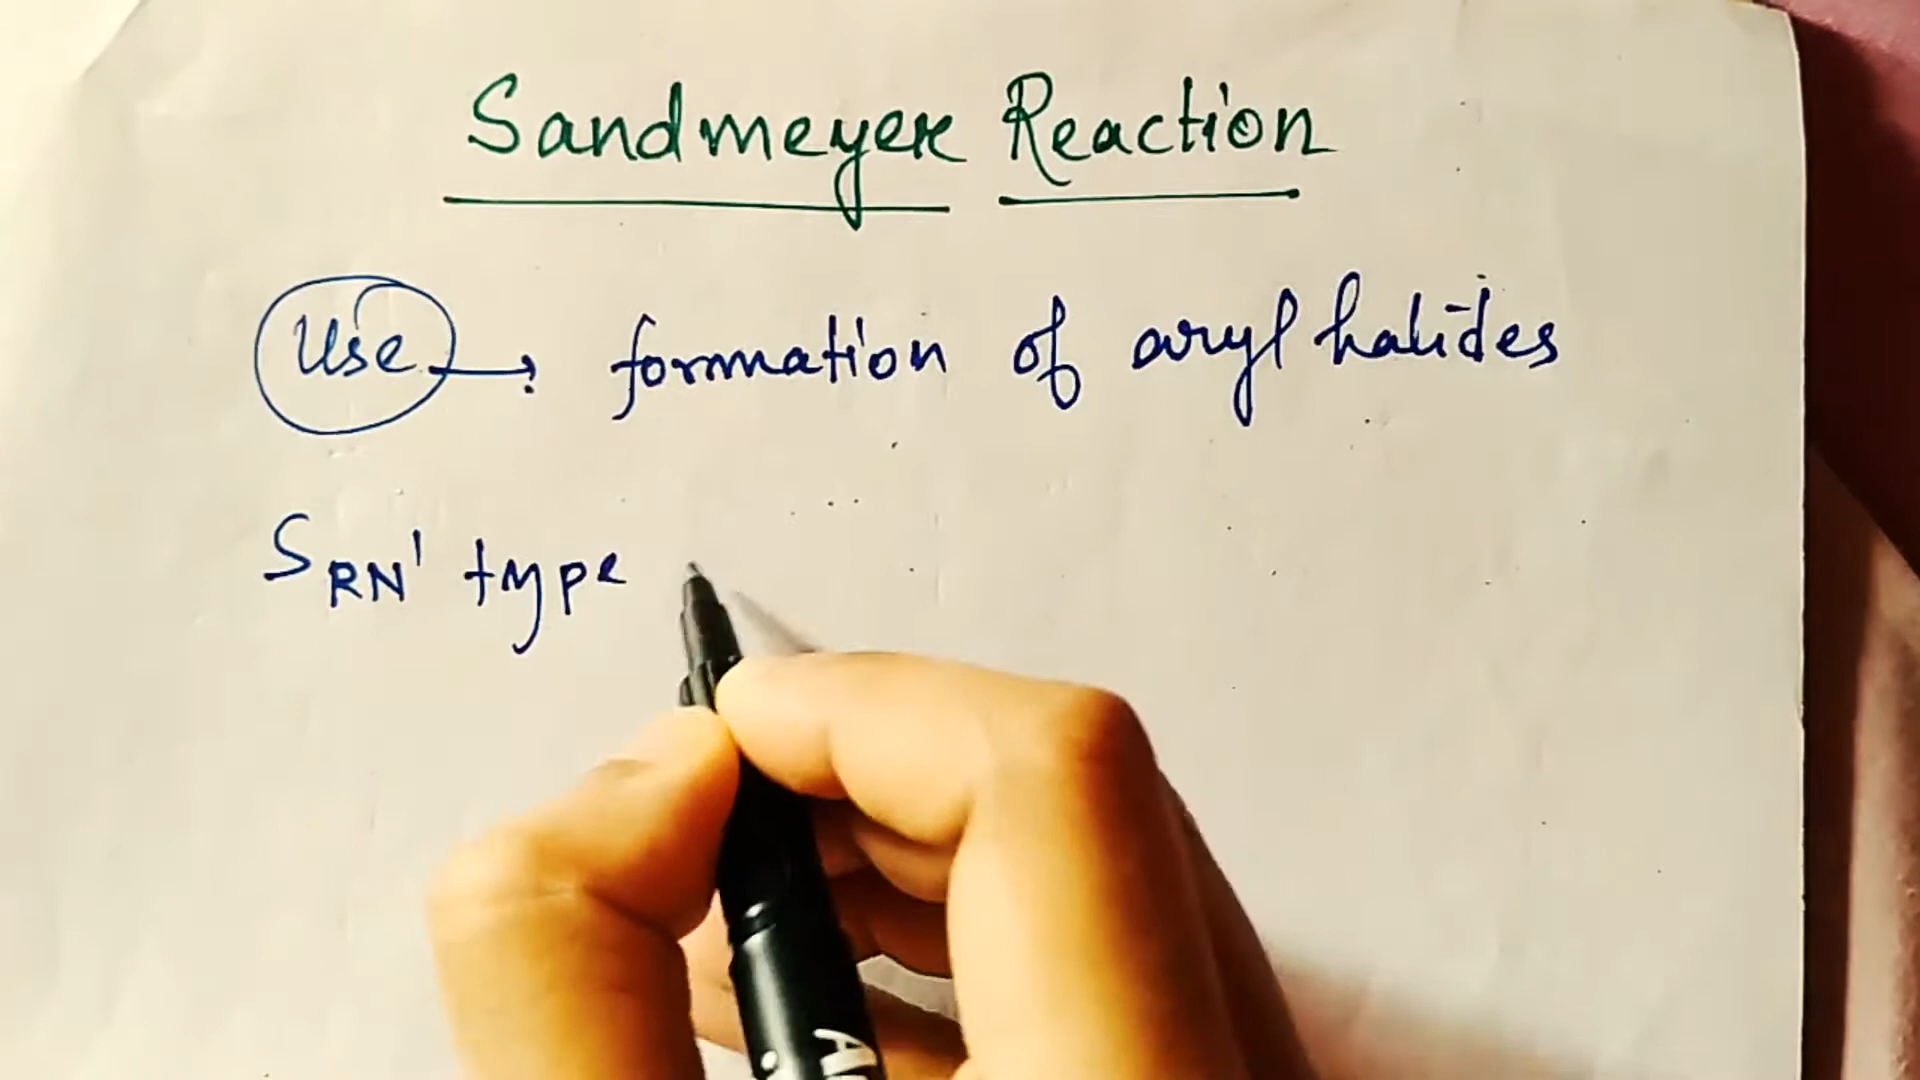 Sandmeyer Reaction
Use → formation of aryl halides
SRN1 type